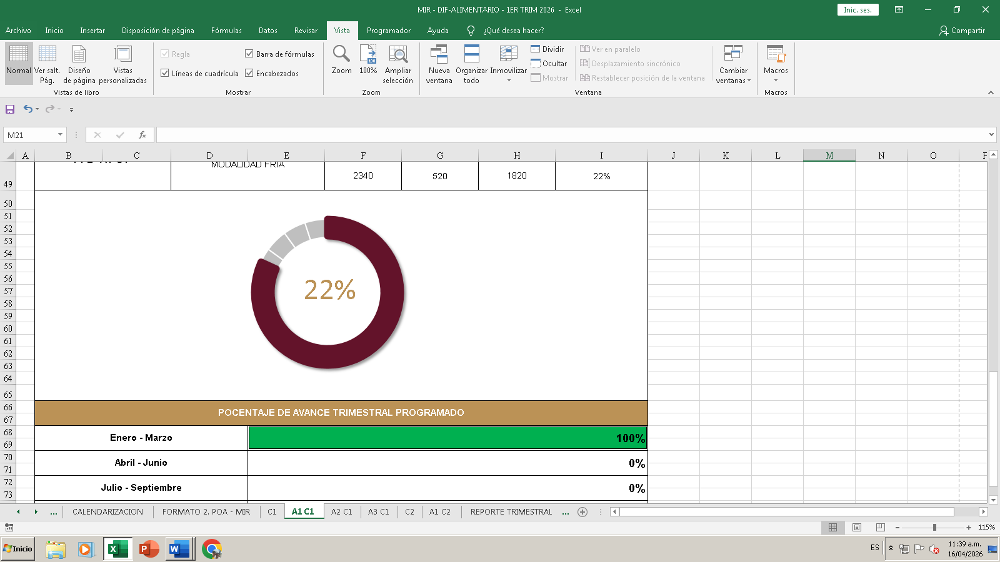 MIR - DIF-ALIMENTARIO - 1ER TRIM 2026 - Excel
Inic. ses.
Archivo Inicio Insertar Disposición de página Fórmulas Datos Revisar Vista Programador Ayuda ¿Qué desea hacer? Compartir
Normal
Ver salt. Pág.
Diseño de página
Vistas personalizadas
Vistas de libro
Regla
Barra de fórmulas
Líneas de cuadrícula
Encabezados
Mostrar
Zoom
100%
Ampliar selección
Zoom
Nueva ventana
Organizar todo
Inmovilizar
Dividir
Ocultar
Mostrar
Ver en paralelo
Desplazamiento sincrónico
Restablecer posición de la ventana
Cambiar ventanas
Ventana
Macros
Macros
M21
fx
A B C D E F G H I J K L M N O P
MODALIDAD FRIA
49 2340 520 1820 22%
50
51
52
53
54
55
56
57
58
59
60
61
62
63
64
65
22%
66
67
POCENTAJE DE AVANCE TRIMESTRAL PROGRAMADO
68
69
Enero - Marzo 100%
70
71
Abril - Junio 0%
72
73
Julio - Septiembre 0%
... CALENDARIZACION FORMATO 2. POA - MIR C1 A1 C1 A2 C1 A3 C1 C2 A1 C2 REPORTE TRIMESTRAL ...
115%
Inicio
ES
11:39 a.m.
16/04/2026